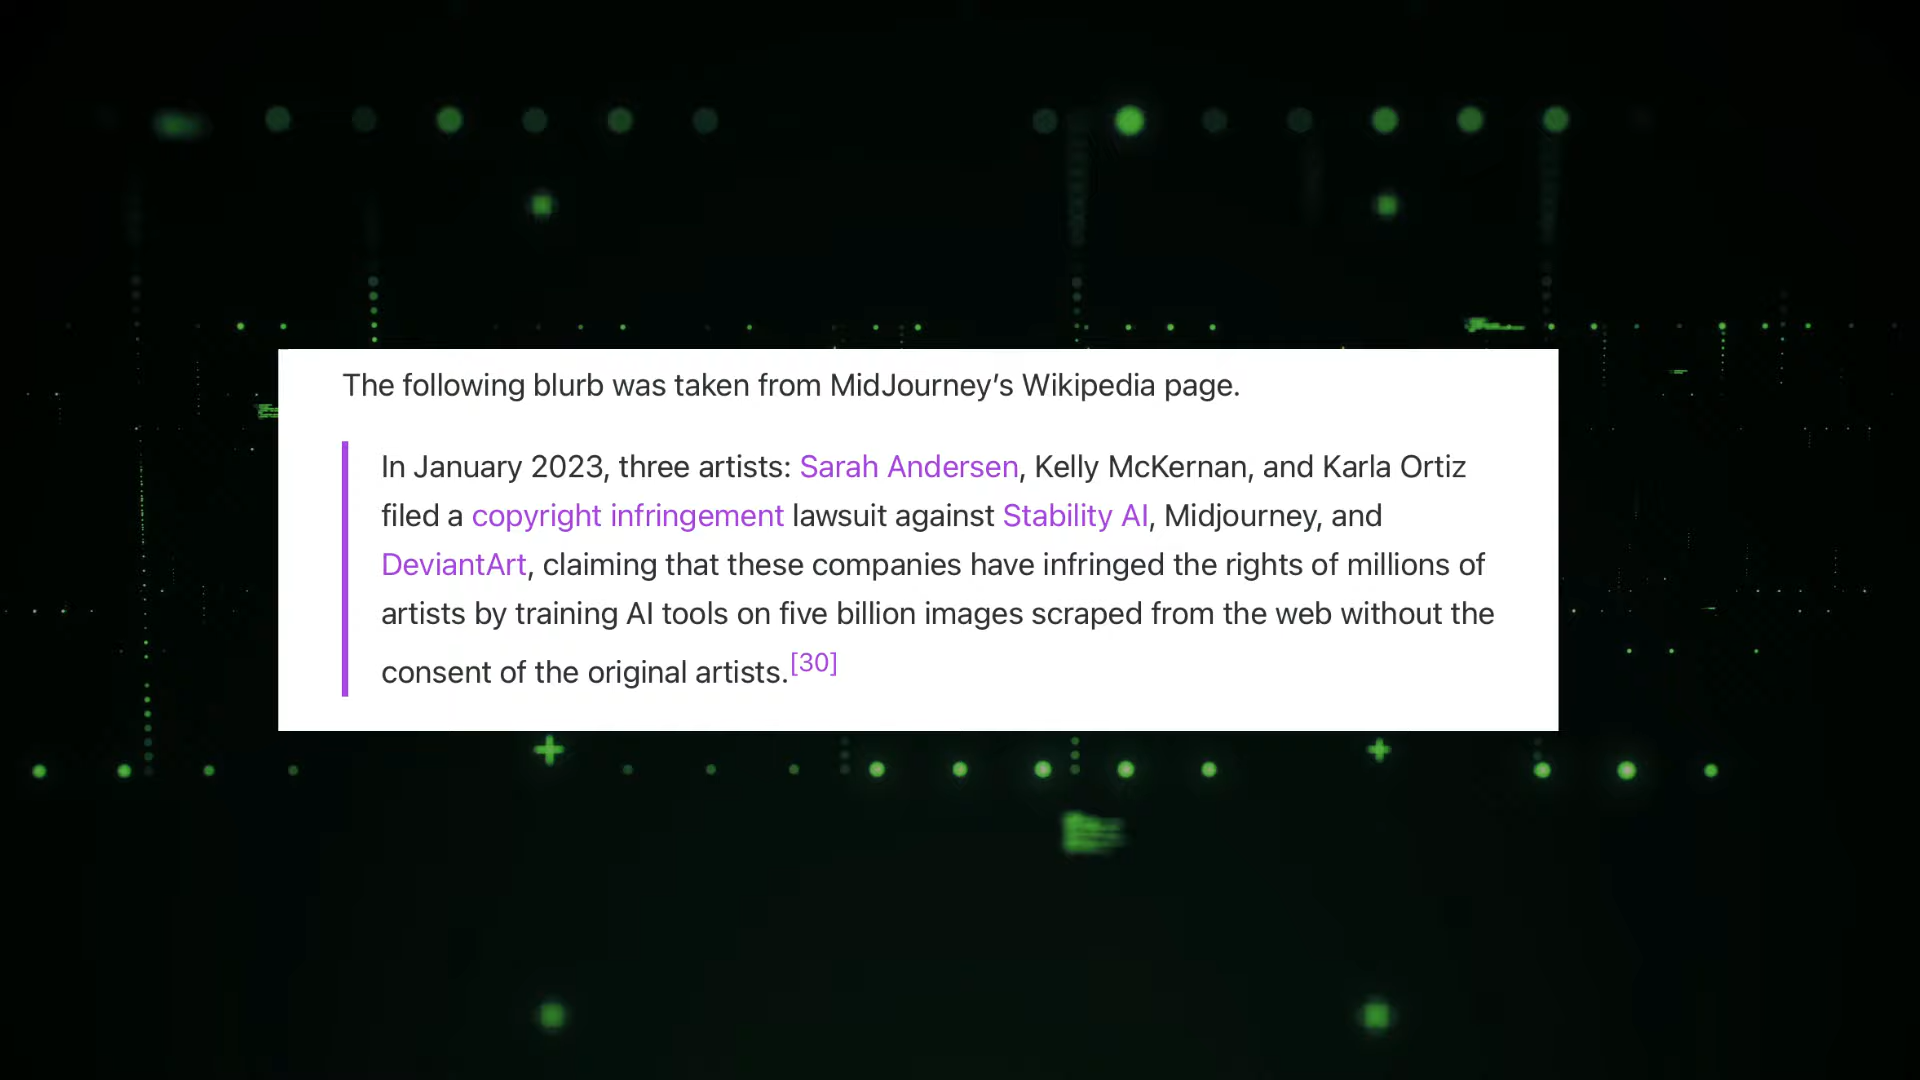 The following blurb was taken from MidJourney’s Wikipedia page.
In January 2023, three artists: Sarah Andersen, Kelly McKernan, and Karla Ortiz
filed a copyright infringement lawsuit against Stability AI, Midjourney, and
DeviantArt, claiming that these companies have infringed the rights of millions of
artists by training AI tools on five billion images scraped from the web without the
consent of the original artists.[30]